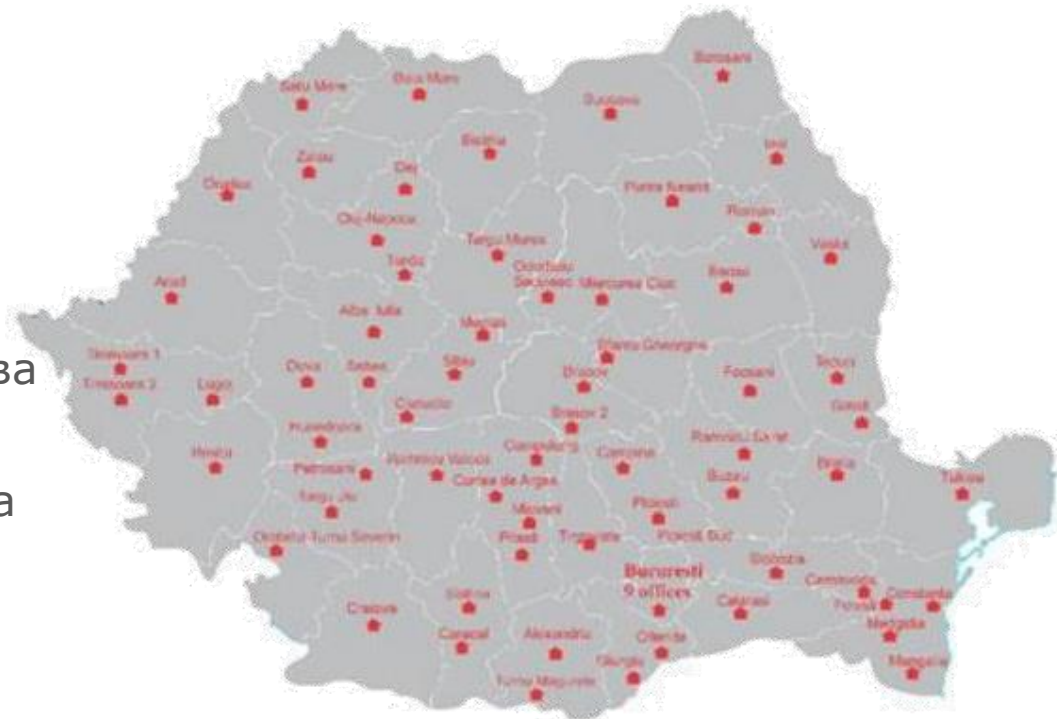 Botosani
Satu Mare
Baia Mare
Suceava
Bistrita
Iasi
Zalau
Dej
Oradea
Piatra Neamt
Roman
Cluj-Napoca
Targu Mures
Vaslui
Turda
Odorheiu
Secuiesc
Miercurea Ciuc
Bacau
Arad
Alba Iulia
Medias
Sfantu Gheorghe
Timisoara 1
ва
Deva
Sebes
Sibiu
Brasov
Focsani
Tecuci
Timisoara 2
Lugoj
Cisnadie
Brasov 2
Galati
Hunedoara
Ramnicu Sarat
Resita
Petrosani
Ramnicu Valcea
Campulung
Campina
Braila
Buzau
Tulcea
а
Targu Jiu
Curtea de Arges
Mioveni
Ploiesti
Drobeta-Turnu Severin
Pitesti
Targoviste
Ploiesti Sud
Bucuresti
9 offices
Slobozia
Cernavoda
Slatina
Calarasi
Constanta
Craiova
Medgidia
Caracal
Alexandria
Oltenita
Giurgiu
Mangalia
Turnu Magurele